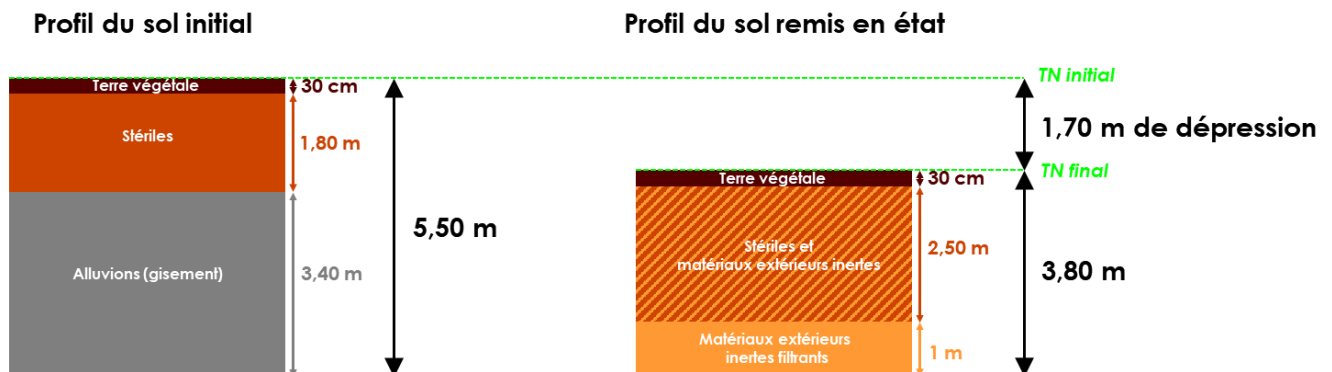 Profil du sol initial
Profil du sol remis en état
TN initial
Terre végétale
30 cm
Stériles
1,80 m
1,70 m de dépression
TN final
Terre végétale
30 cm
5,50 m
Stériles et
matériaux extérieurs inertes
2,50 m
Alluvions (gisement)
3,40 m
3,80 m
Matériaux extérieurs
inertes filtrants
1 m